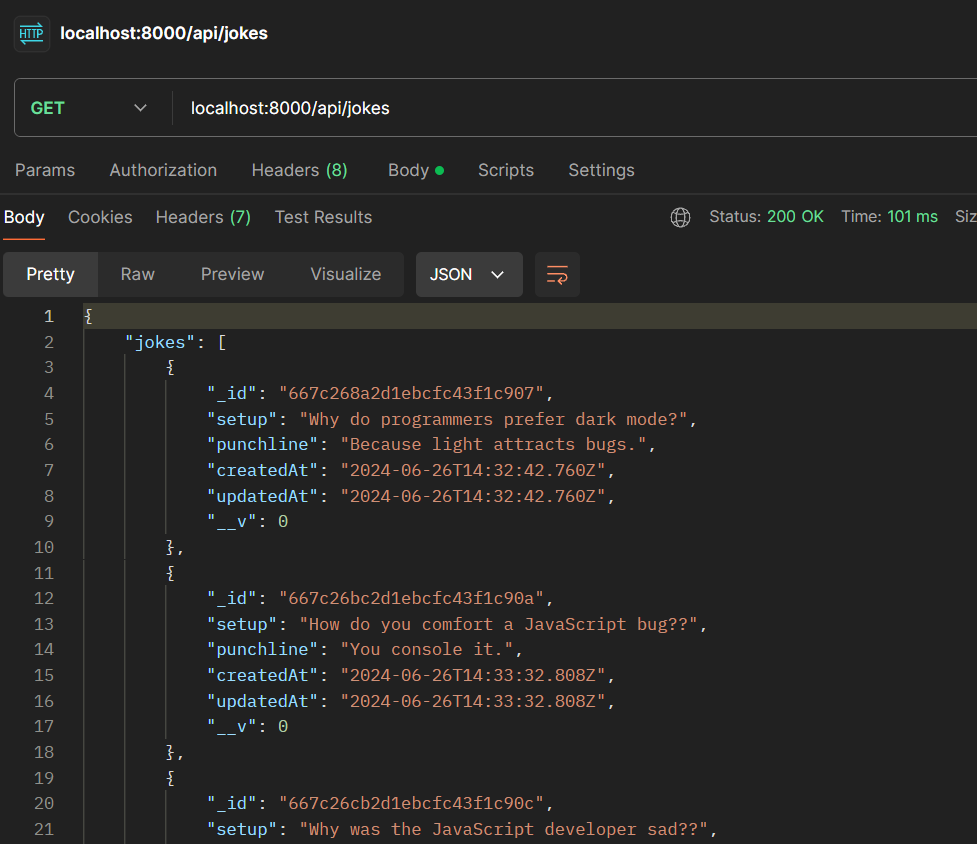 HTTP localhost:8000/api/jokes
GET localhost:8000/api/jokes
Params Authorization Headers (8) Body Scripts Settings
Body Cookies Headers (7) Test Results Status: 200 OK Time: 101 ms Siz
Pretty Raw Preview Visualize JSON
1 {
2 "jokes": [
3 {
4 "_id": "667c268a2d1ebcfc43f1c907",
5 "setup": "Why do programmers prefer dark mode?",
6 "punchline": "Because light attracts bugs.",
7 "createdAt": "2024-06-26T14:32:42.760Z",
8 "updatedAt": "2024-06-26T14:32:42.760Z",
9 "__v": 0
10 },
11 {
12 "_id": "667c26bc2d1ebcfc43f1c90a",
13 "setup": "How do you comfort a JavaScript bug??",
14 "punchline": "You console it.",
15 "createdAt": "2024-06-26T14:33:32.808Z",
16 "updatedAt": "2024-06-26T14:33:32.808Z",
17 "__v": 0
18 },
19 {
20 "_id": "667c26cb2d1ebcfc43f1c90c",
21 "setup": "Why was the JavaScript developer sad??",